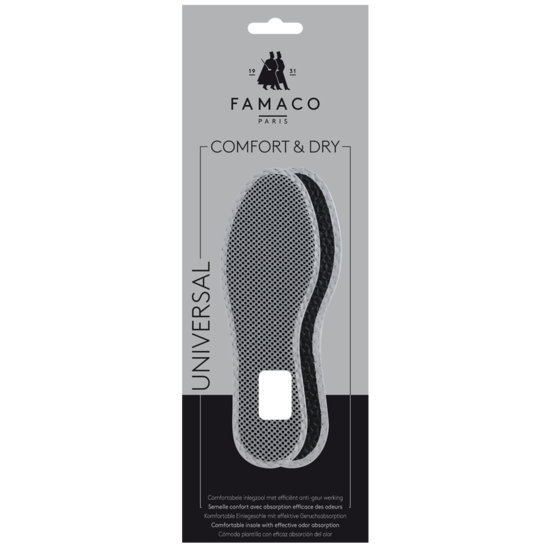 19 31
FAMACO
PARIS
COMFORT & DRY
UNIVERSAL
Comfortabele inlegzool met efficiënt anti-geur werking
Semelle confort avec absorption efficace des odeurs
Komfortable Einlegesohle mit effektive Geruchsabsorption
Comfortable insole with effective odor absorption
Cómoda plantilla con eficaz absorción del olor